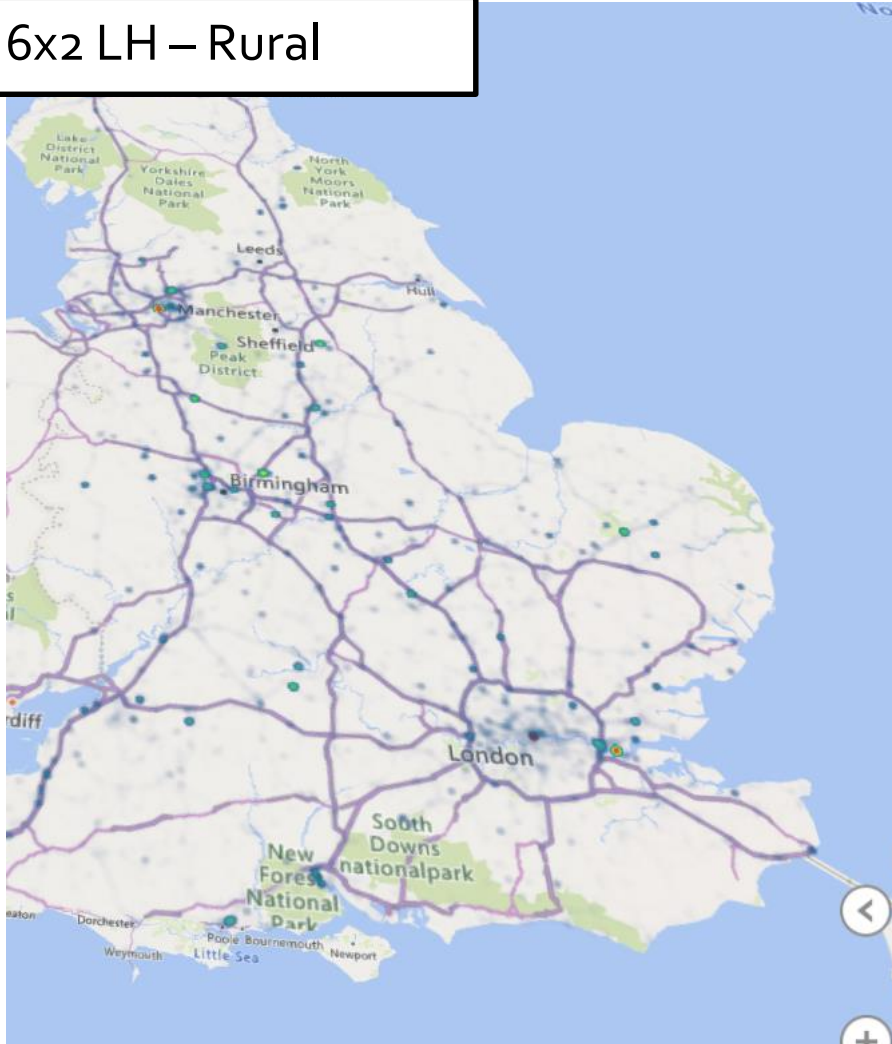 6x2 LH – Rural
No
Lake
District
National
Park
Yorkshire
Dales
National
Park
North
York
Moors
National
Park
Leeds
Hull
Manchester
Sheffield
Peak
District
Birmingham
s
l
rdiff
London
South
Downs
nationalpark
New
Forest
National
Park
eaton
Dorchester
Poole Bournemouth
Weymouth
Little Sea
Newport